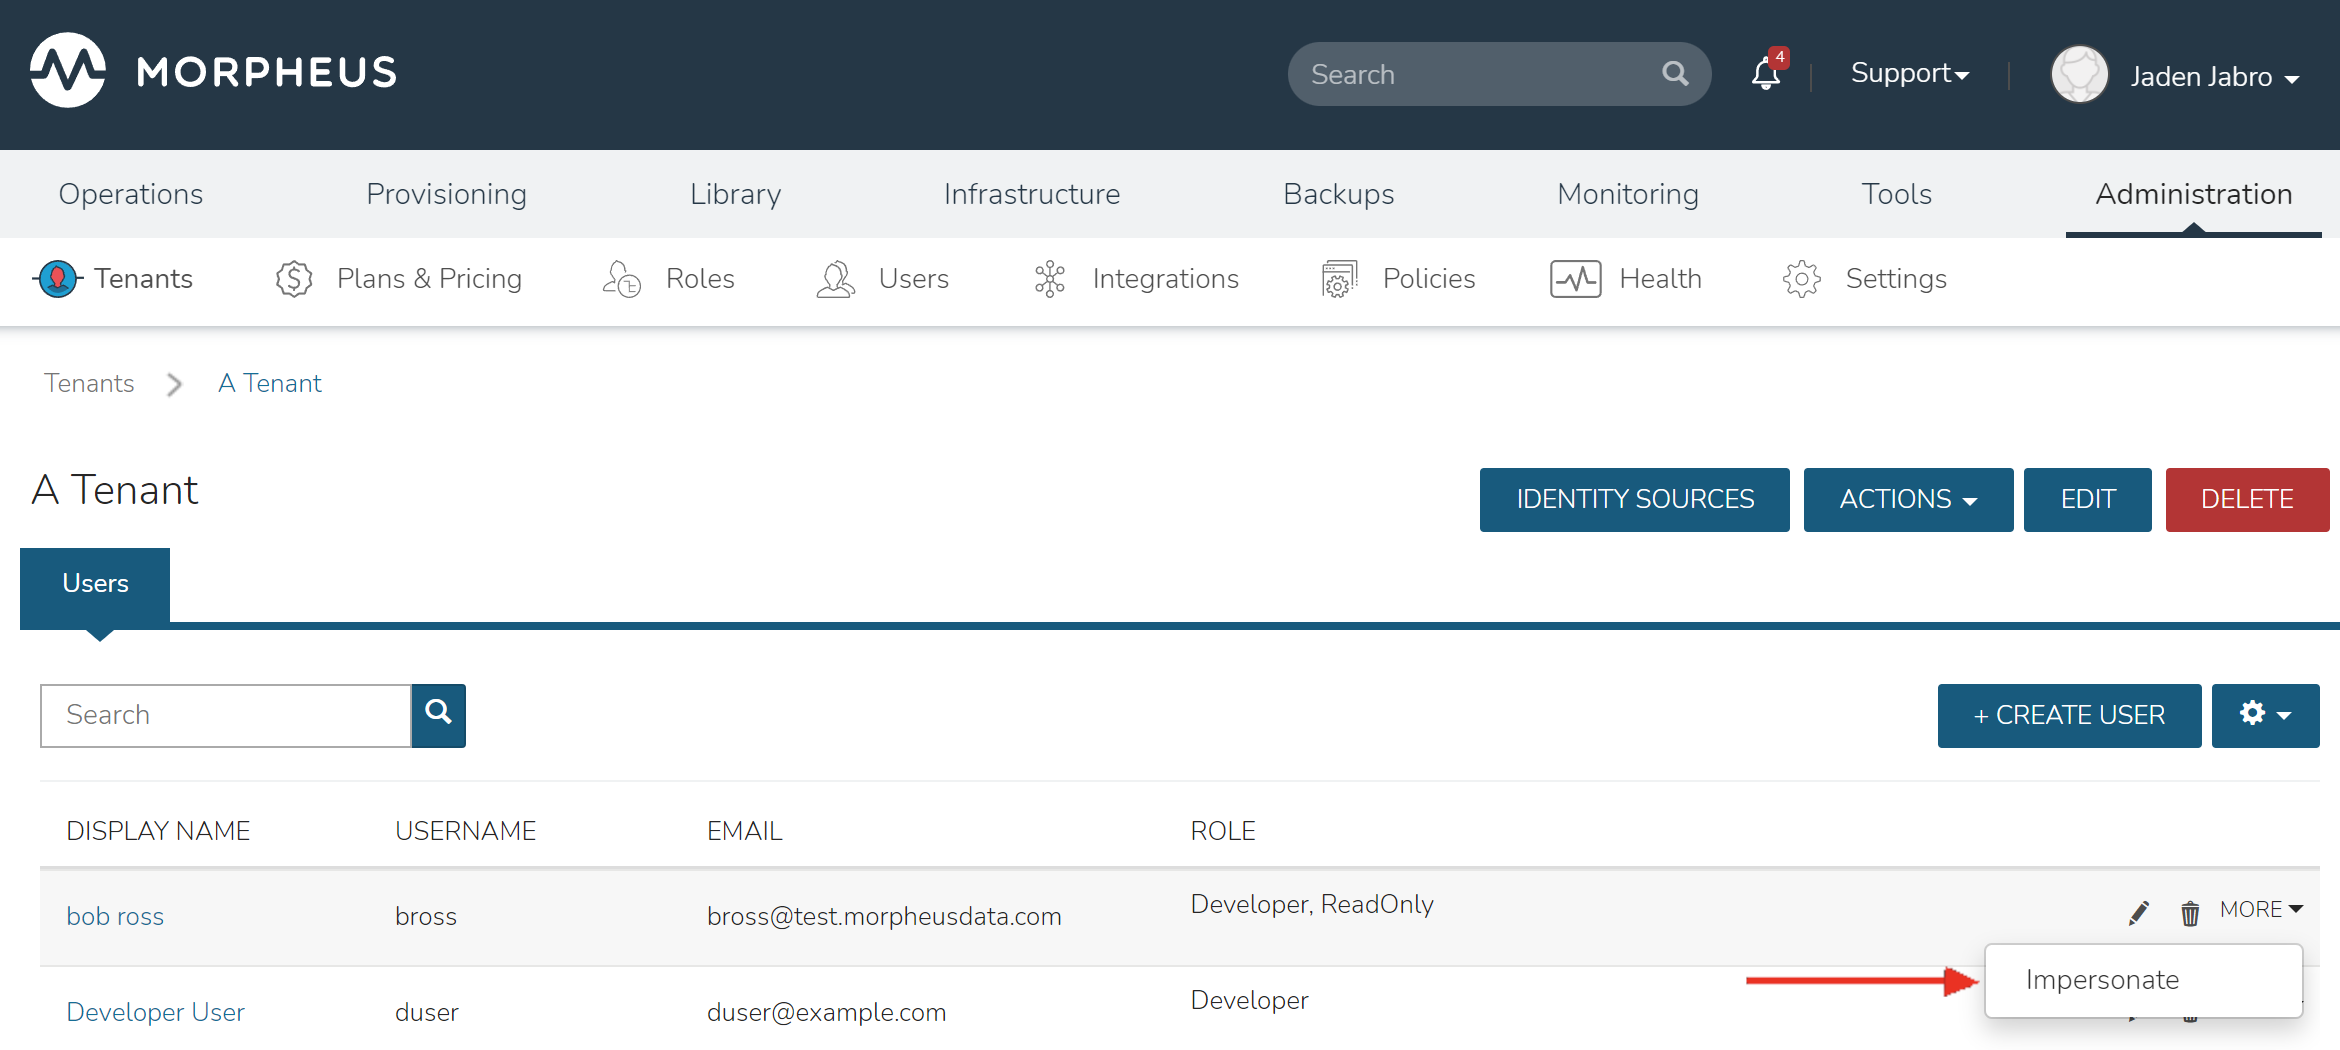 MORPHEUS
Search
4
Support
Jaden Jabro
Operations Provisioning Library Infrastructure Backups Monitoring Tools Administration
Tenants Plans & Pricing Roles Users Integrations Policies Health Settings
Tenants A Tenant
A Tenant
IDENTITY SOURCES ACTIONS EDIT DELETE
Users
Search
+ CREATE USER
DISPLAY NAME USERNAME EMAIL ROLE
bob ross bross bross@test.morpheusdata.com Developer, ReadOnly MORE
Impersonate
Developer User duser duser@example.com Developer